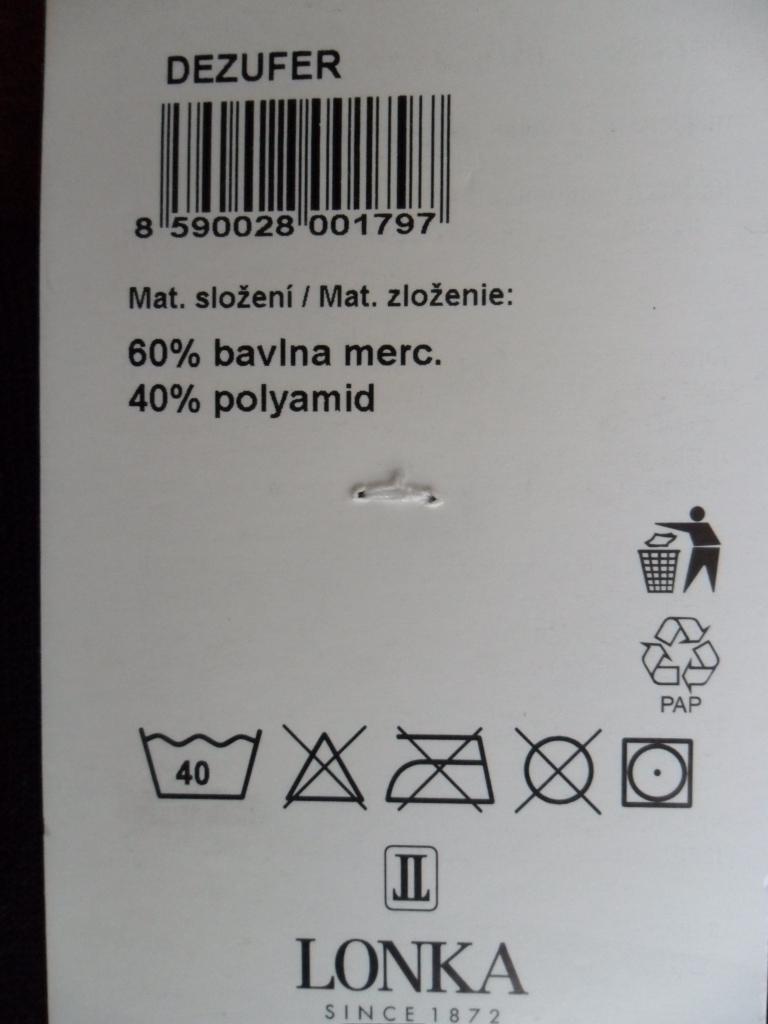 DEZUFER
8 590028 001797
Mat. složení / Mat. zloženie:
60% bavlna merc.
40% polyamid
PAP
40
LONKA
SINCE 1872